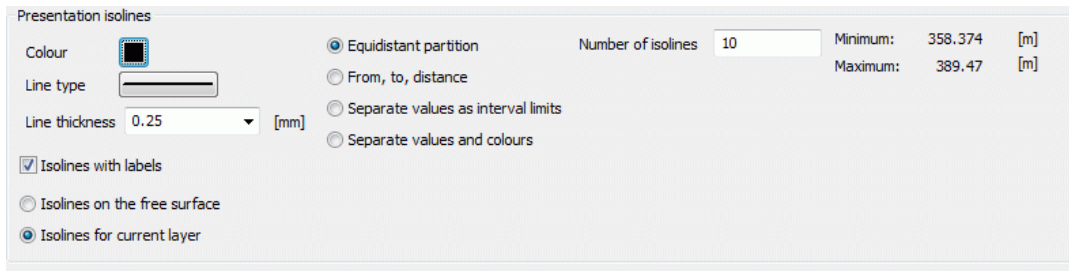 Presentation isolines
Colour
Line type
Line thickness 0.25 [mm]
Isolines with labels
Isolines on the free surface
Isolines for current layer
Equidistant partition
From, to, distance
Separate values as interval limits
Separate values and colours
Number of isolines 10
Minimum: 358.374 [m]
Maximum: 389.47 [m]